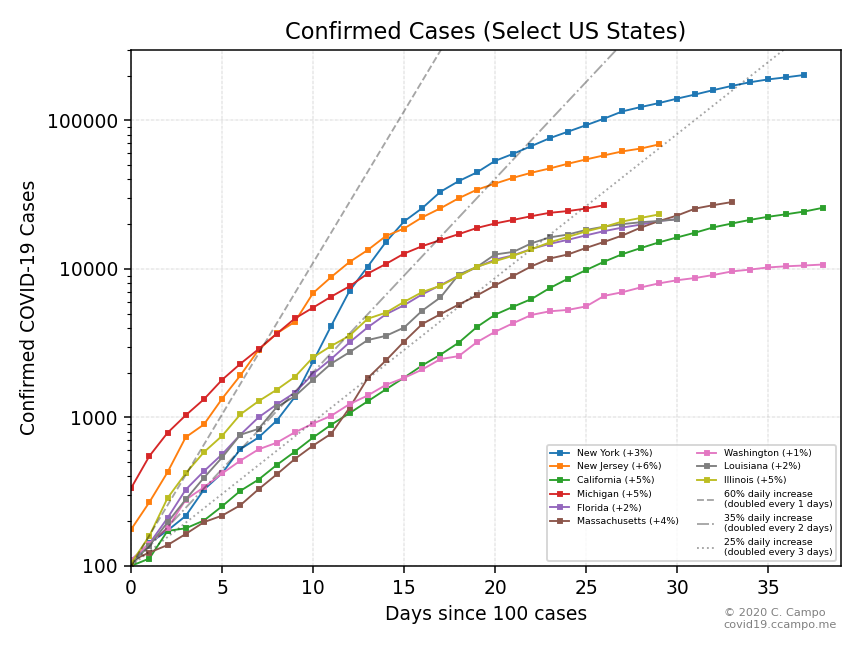 Confirmed Cases (Select US States)
Confirmed COVID-19 Cases
100000
10000
1000
100
0
5
10
15
20
25
30
35
Days since 100 cases
New York (+3%)
New Jersey (+6%)
California (+5%)
Michigan (+5%)
Florida (+2%)
Massachusetts (+4%)
Washington (+1%)
Louisiana (+2%)
Illinois (+5%)
60% daily increase
(doubled every 1 days)
35% daily increase
(doubled every 2 days)
25% daily increase
(doubled every 3 days)
© 2020 C. Campo
covid19.ccampo.me